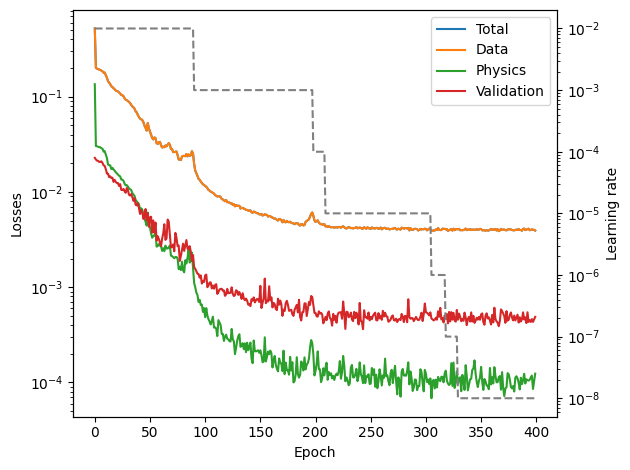 Total
Data
Physics
Validation
10⁻¹
10⁻²
10⁻³
10⁻⁴
Losses
10⁻²
10⁻³
10⁻⁴
10⁻⁵
10⁻⁶
10⁻⁷
10⁻⁸
Learning rate
0 50 100 150 200 250 300 350 400
Epoch